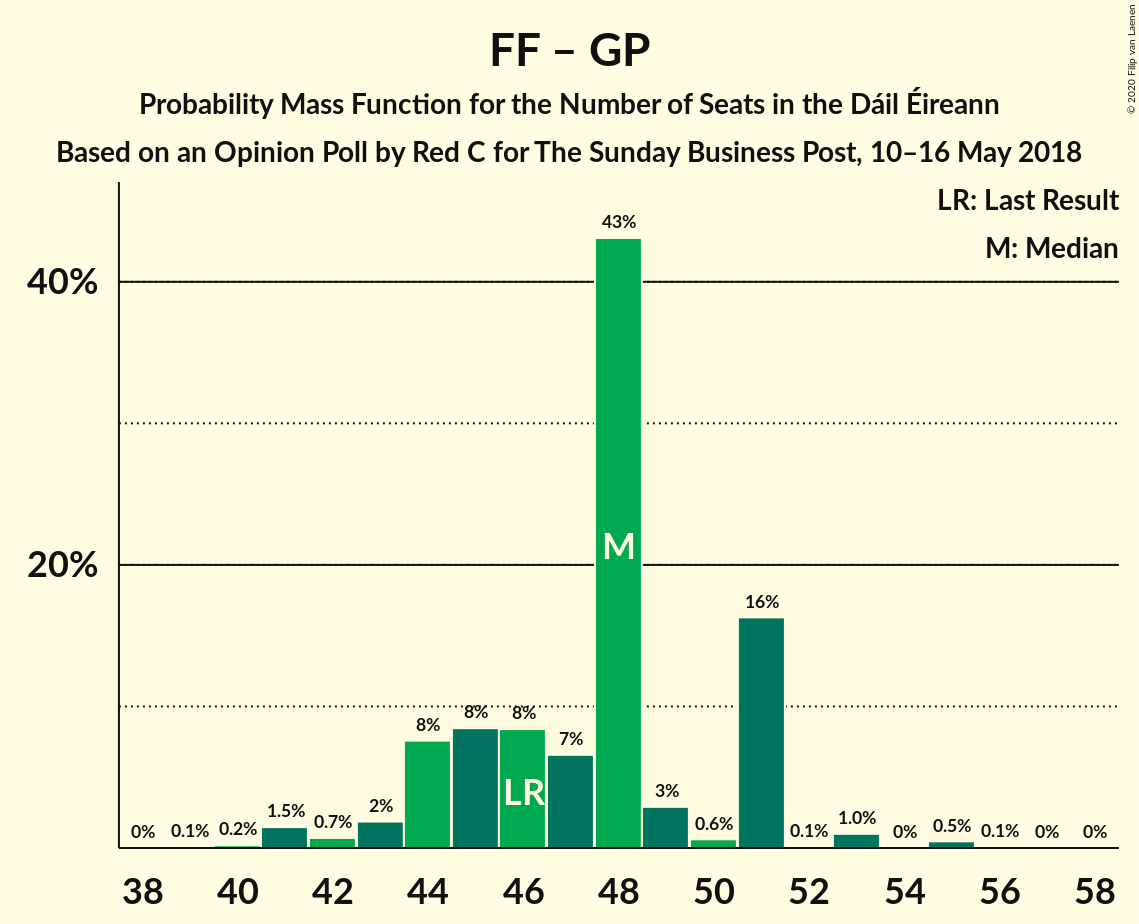 FF – GP
Probability Mass Function for the Number of Seats in the Dáil Éireann
Based on an Opinion Poll by Red C for The Sunday Business Post, 10–16 May 2018
© 2020 Filip van Laenen
LR: Last Result
M: Median
40%
20%
0%
0.1%
0.2%
1.5%
0.7%
2%
8%
8%
8%
7%
43%
3%
0.6%
16%
0.1%
1.0%
0%
0.5%
0.1%
0%
0%
M
LR
38 40 42 44 46 48 50 52 54 56 58